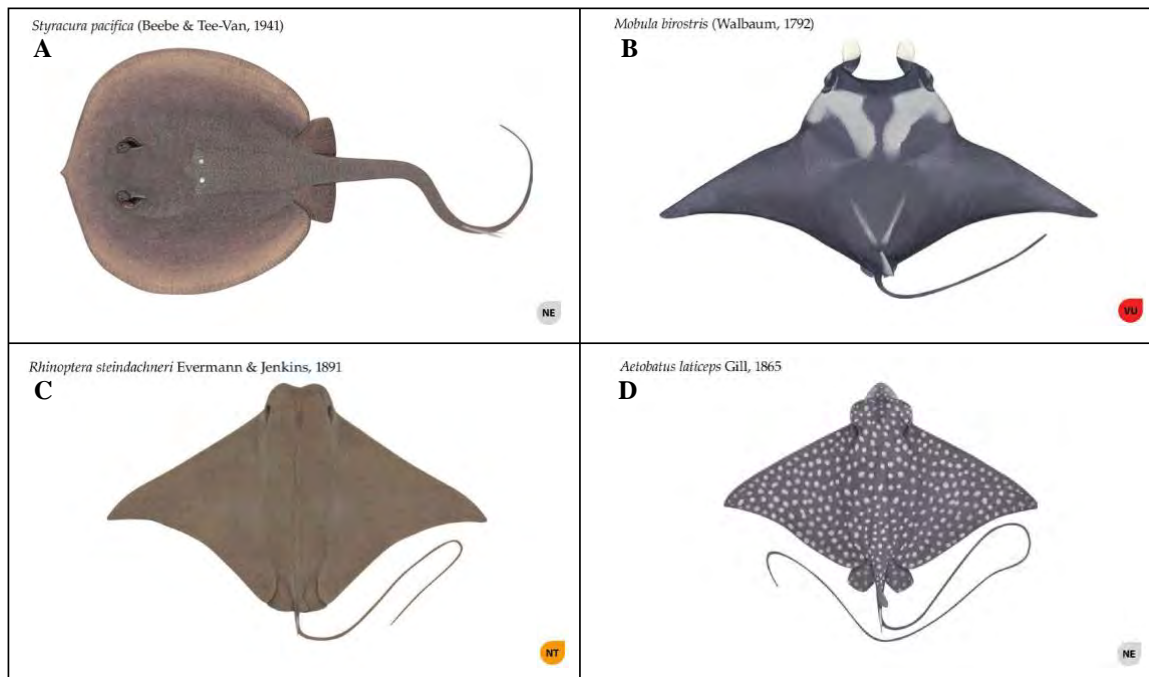 Styracura pacifica (Beebe & Tee-Van, 1941)
A
NE
Mobula birostris (Walbaum, 1792)
B
VU
Rhinoptera steindachneri Evermann & Jenkins, 1891
C
NT
Aetobatus laticeps Gill, 1865
D
NE